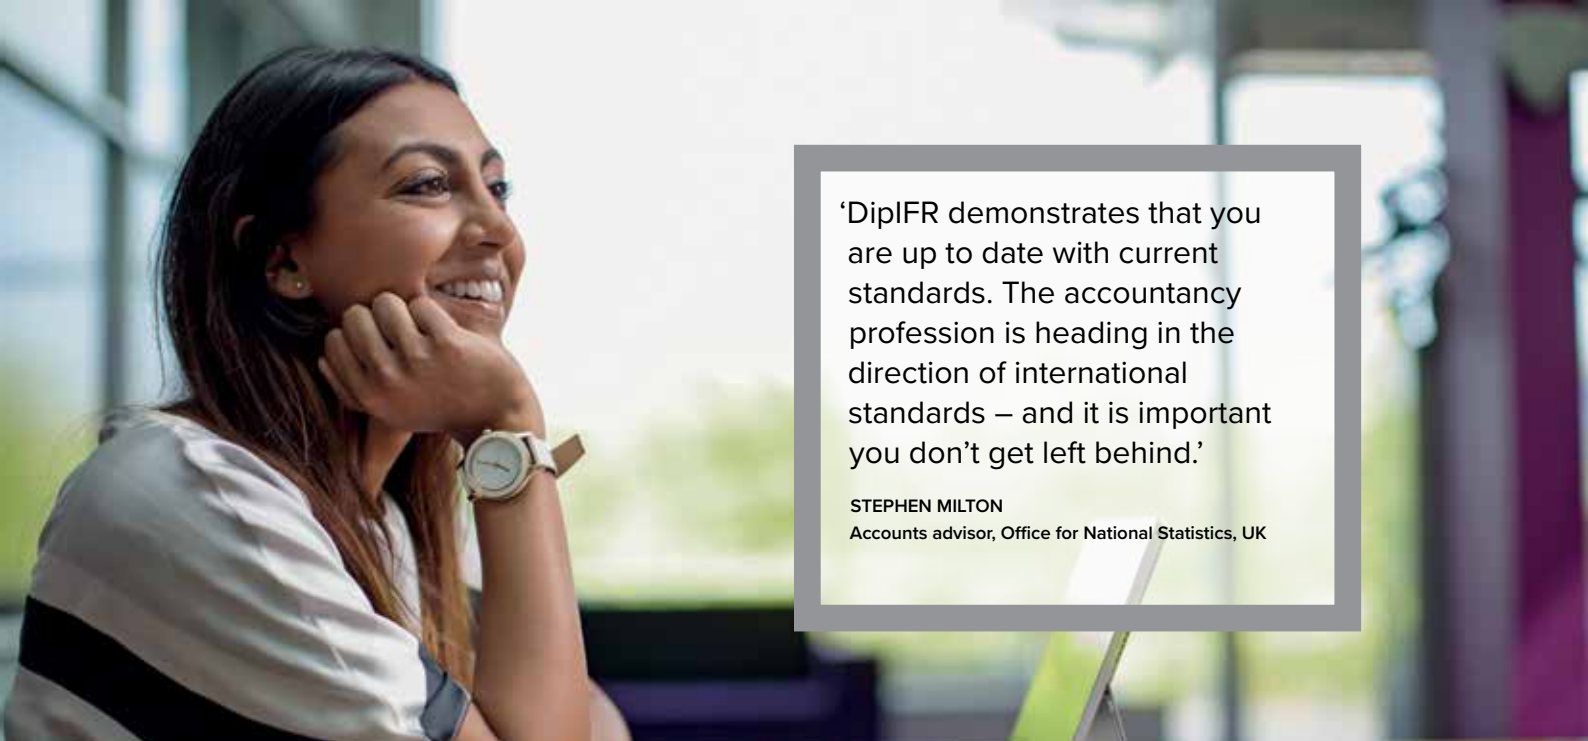 ‘DipIFR demonstrates that you
are up to date with current
standards. The accountancy
profession is heading in the
direction of international
standards – and it is important
you don’t get left behind.’
STEPHEN MILTON
Accounts advisor, Office for National Statistics, UK